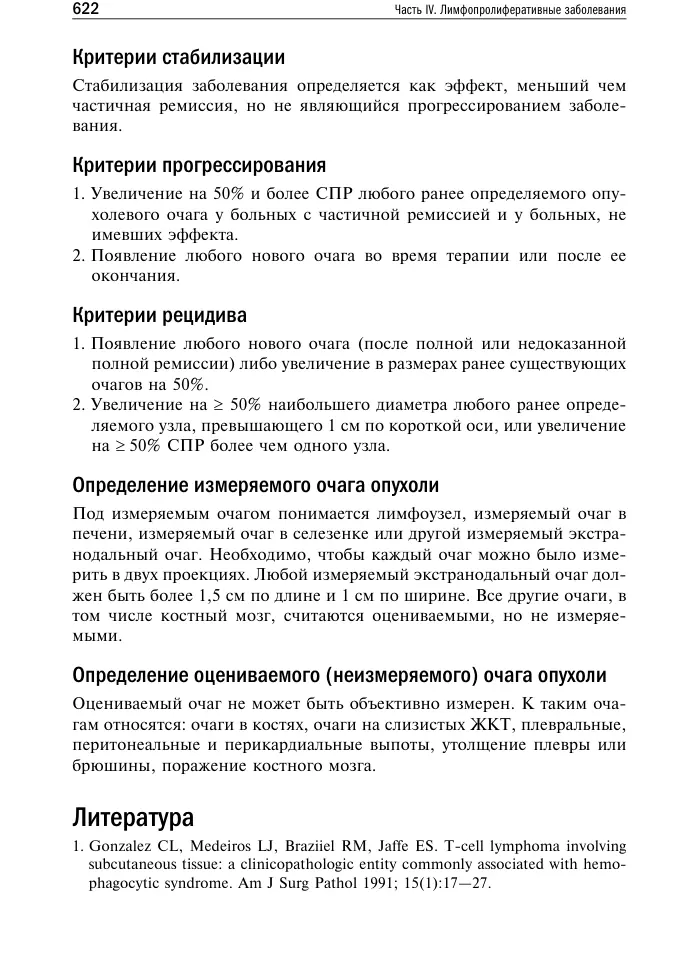 622
Часть IV. Лимфопролиферативные заболевания
Критерии стабилизации
Стабилизация заболевания определяется как эффект, меньший чем
частичная ремиссия, но не являющийся прогрессированием заболе-
вания.
Критерии прогрессирования
1. Увеличение на 50% и более СПР любого ранее определяемого опу-
холевого очага у больных с частичной ремиссией и у больных, не
имевших эффекта.
2. Появление любого нового очага во время терапии или после ее
окончания.
Критерии рецидива
1. Появление любого нового очага (после полной или недоказанной
полной ремиссии) либо увеличение в размерах ранее существующих
очагов на 50%.
2. Увеличение на ≥ 50% наибольшего диаметра любого ранее опреде-
ляемого узла, превышающего 1 см по короткой оси, или увеличение
на ≥ 50% СПР более чем одного узла.
Определение измеряемого очага опухоли
Под измеряемым очагом понимается лимфоузел, измеряемый очаг в
печени, измеряемый очаг в селезенке или другой измеряемый экстра-
нодальный очаг. Необходимо, чтобы каждый очаг можно было изме-
рить в двух проекциях. Любой измеряемый экстранодальный очаг дол-
жен быть более 1,5 см по длине и 1 см по ширине. Все другие очаги, в
том числе костный мозг, считаются оцениваемыми, но не измеряе-
мыми.
Определение оцениваемого (неизмеряемого) очага опухоли
Оцениваемый очаг не может быть объективно измерен. К таким оча-
гам относятся: очаги в костях, очаги на слизистых ЖКТ, плевральные,
перитонеальные и перикардиальные выпоты, утолщение плевры или
брюшины, поражение костного мозга.
Литература
1. Gonzalez CL, Medeiros LJ, Braziiel RM, Jaffe ES. T-cell lymphoma involving
subcutaneous tissue: a clinicopathologic entity commonly associated with hemo-
phagocytic syndrome. Am J Surg Pathol 1991; 15(1):17—27.